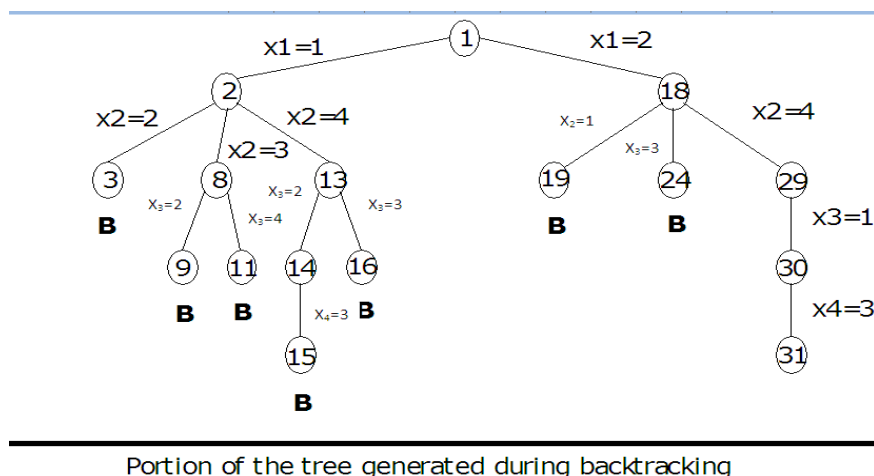 1
x1=1
x1=2
2
18
x2=2
x2=3
x2=4
X₂=1
X₃=3
x2=4
3
8
13
19
24
29
B
X₃=2
X₃=4
X₃=2
X₃=3
B
B
x3=1
9
11
14
16
30
B
B
X₄=3
B
x4=3
15
31
B
Portion of the tree generated during backtracking